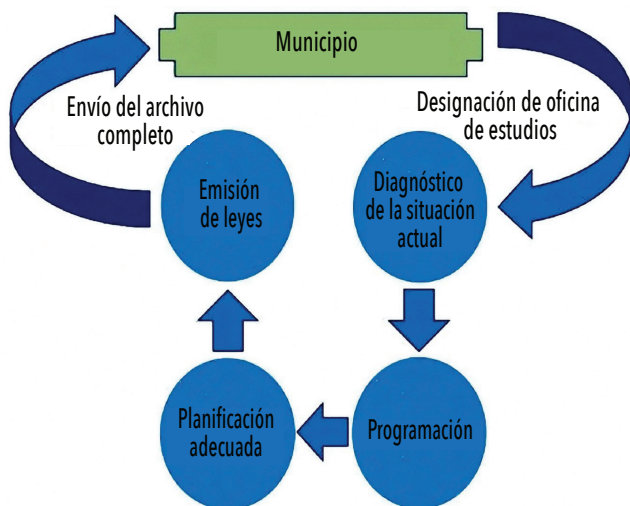 Municipio
Envío del archivo
completo
Designación de oficina
de estudios
Emisión
de leyes
Diagnóstico
de la situación
actual
Planificación
adecuada
Programación